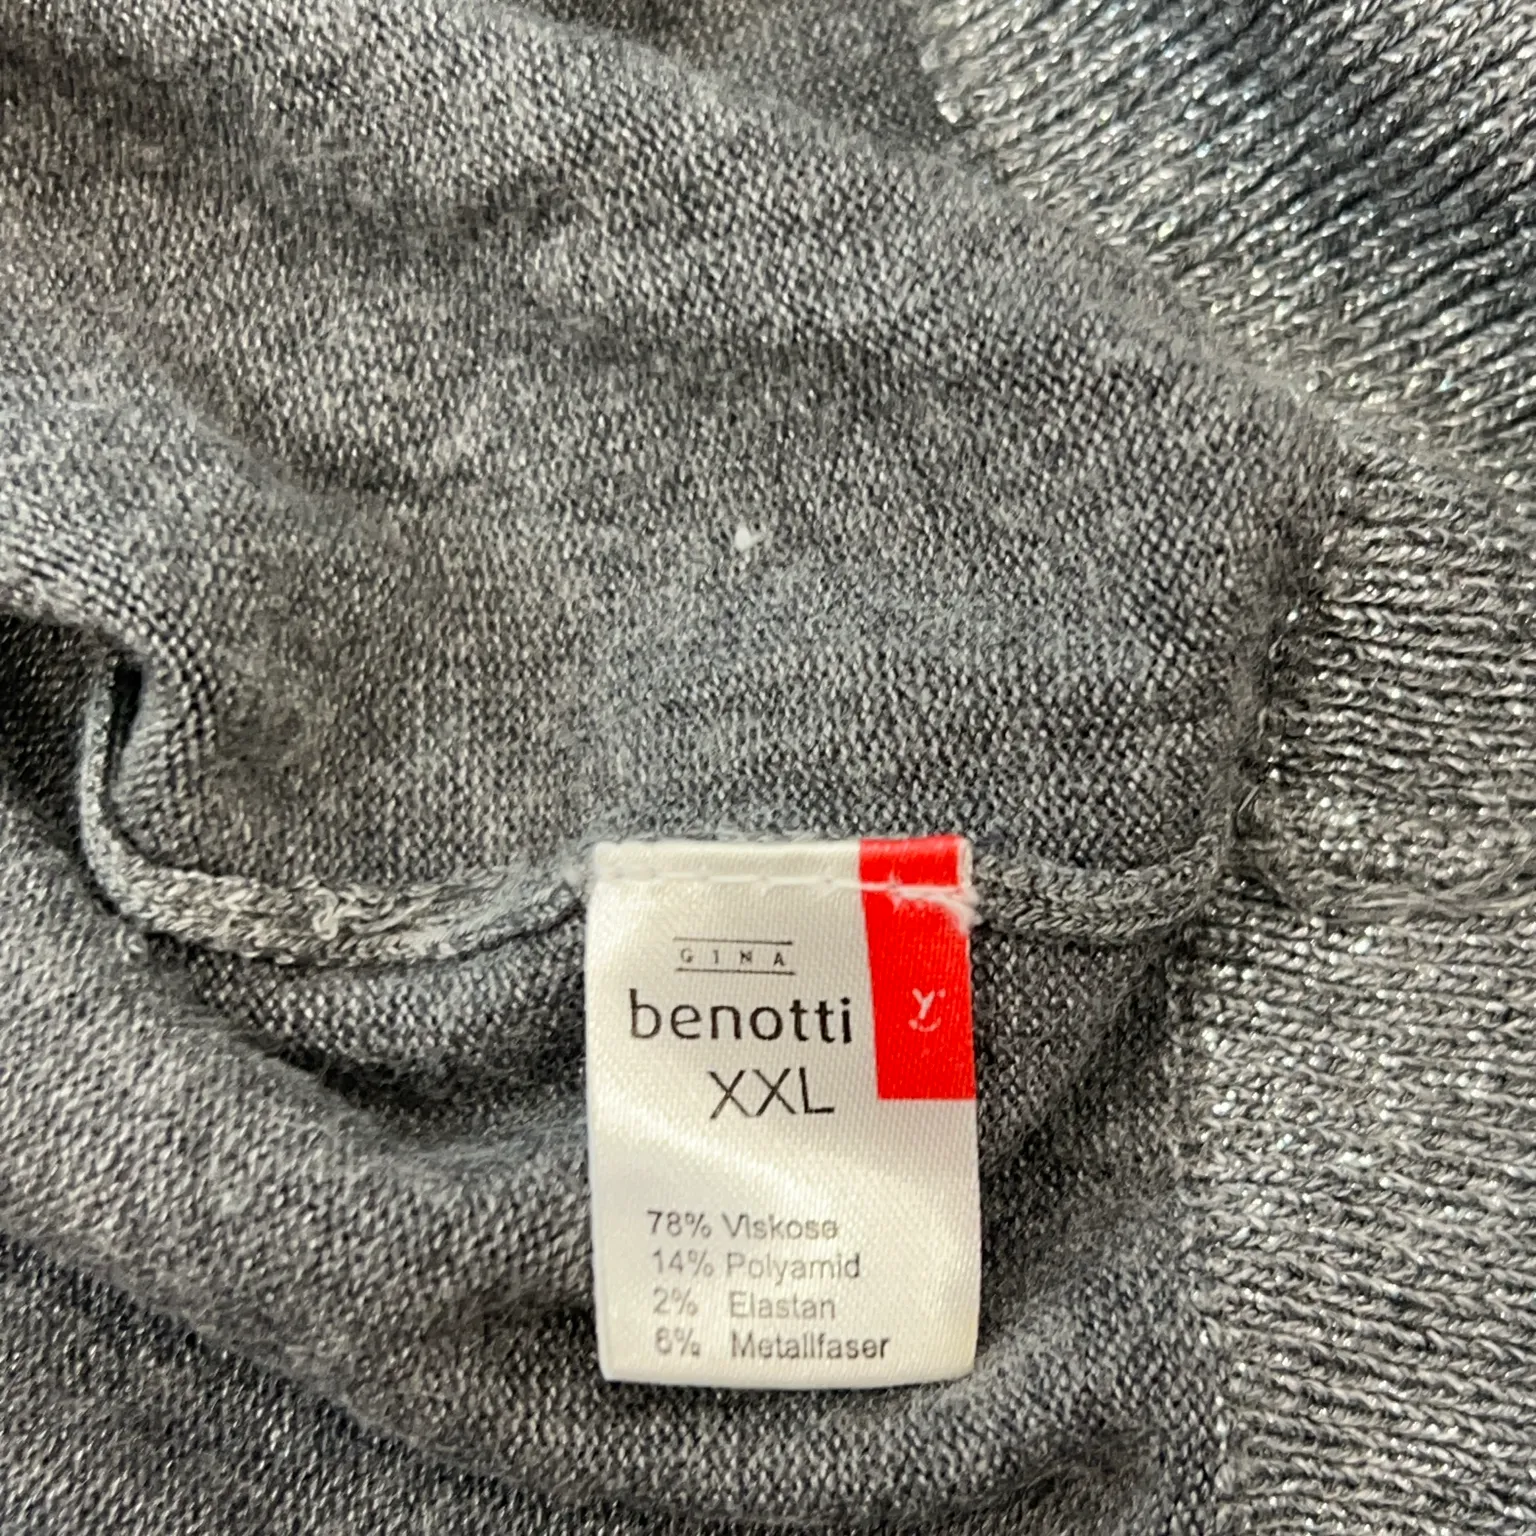 GINA
benotti
XXL
78% Viskose
14% Polyamid
2% Elastan
6% Metallfaser